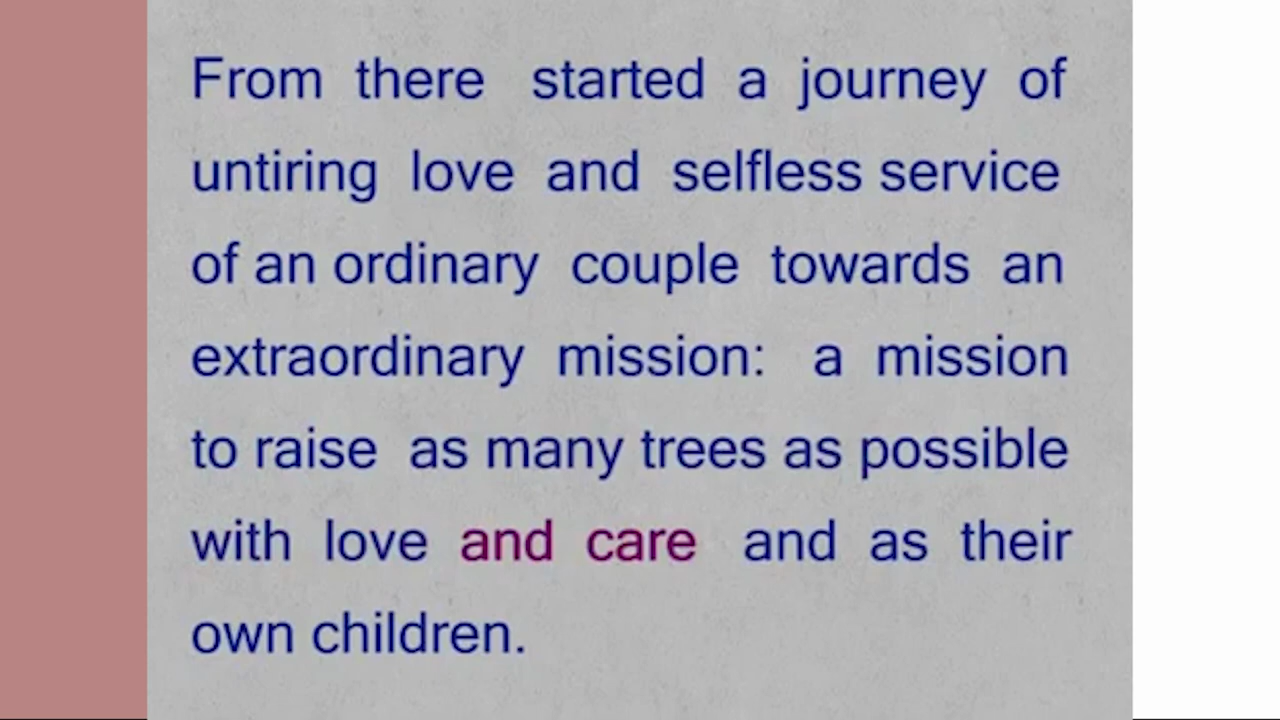 From there started a journey of
untiring love and selfless service
of an ordinary couple towards an
extraordinary mission: a mission
to raise as many trees as possible
with love and care and as their
own children.